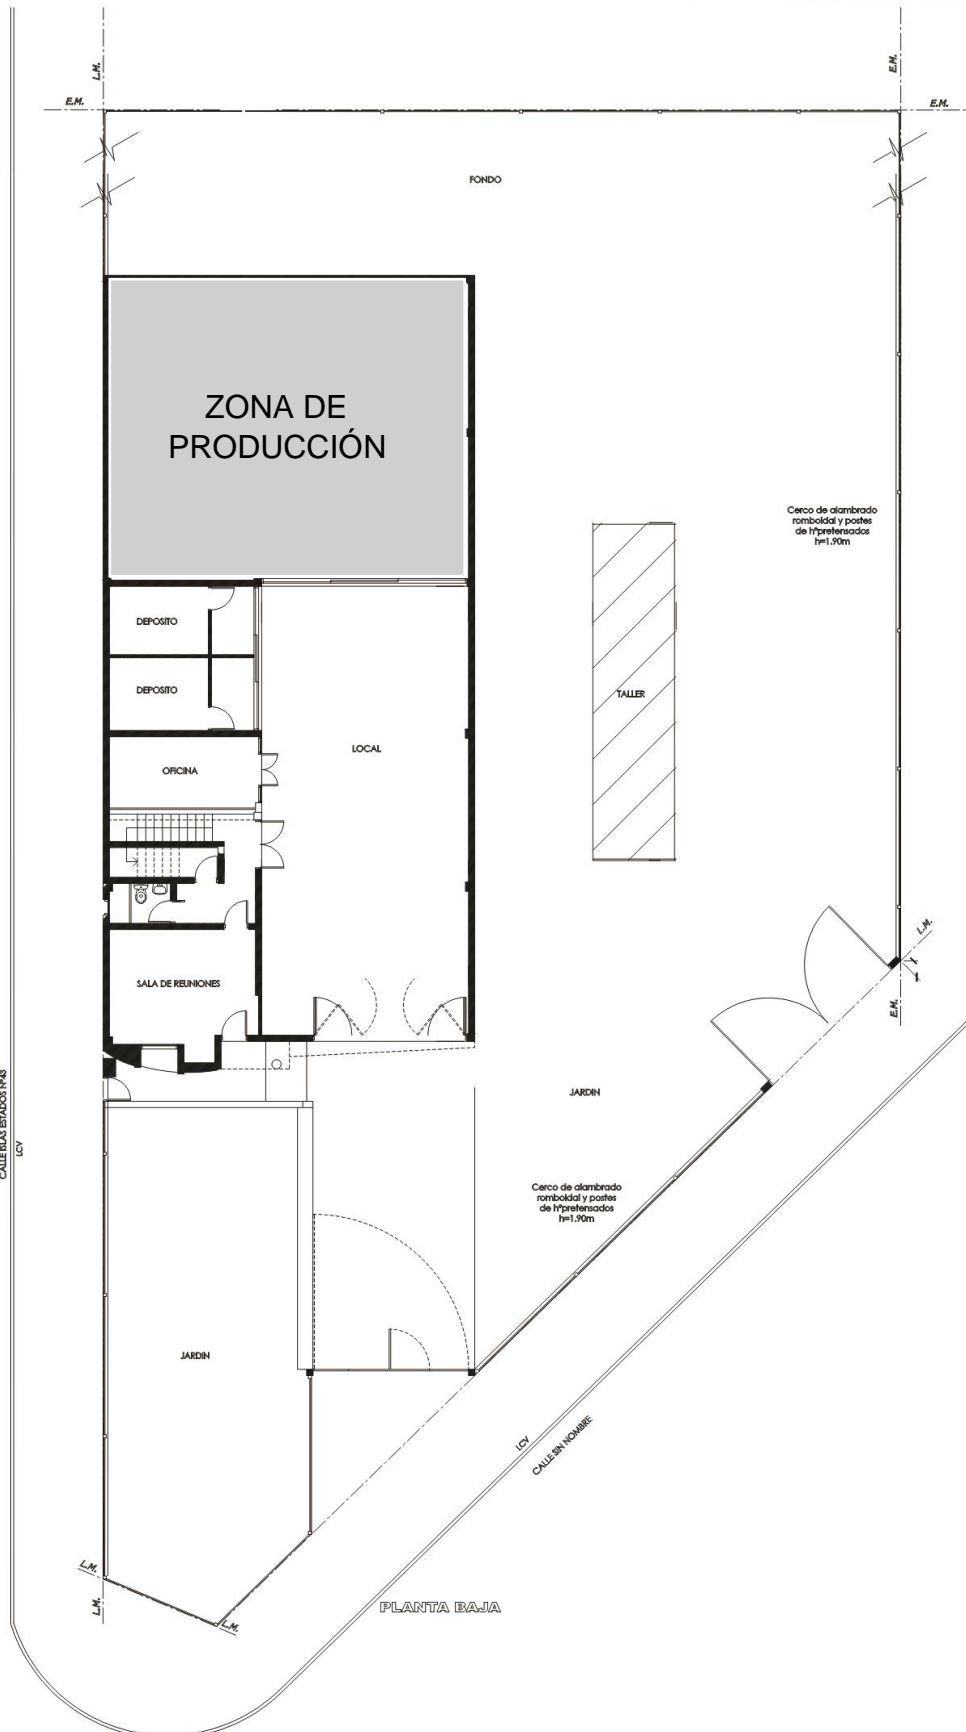 L.M.
E.M.
E.M.
E.M.
FONDO
ZONA DE
PRODUCCIÓN
Cerco de alambrado
romboidal y postes
de hºpretensados
h=1.90m
DEPOSITO
DEPOSITO
TALLER
LOCAL
OFICINA
L.M.
SALA DE REUNIONES
E.M.
CALLE ISLAS ESTADOS Nº43
LCV
JARDIN
Cerco de alambrado
romboidal y postes
de hºpretensados
h=1.90m
JARDIN
LCV
CALLE SIN NOMBRE
L.M.
L.M.
L.M.
PLANTA BAJA